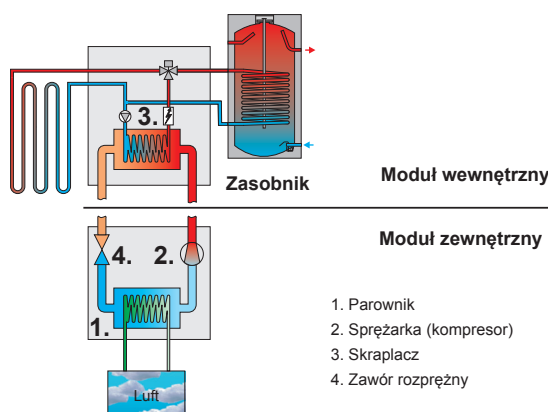 3.
Zasobnik
Moduł wewnętrzny
Moduł zewnętrzny
4.
2.
1.
Luft
1. Parownik
2. Sprężarka (kompresor)
3. Skraplacz
4. Zawór rozprężny